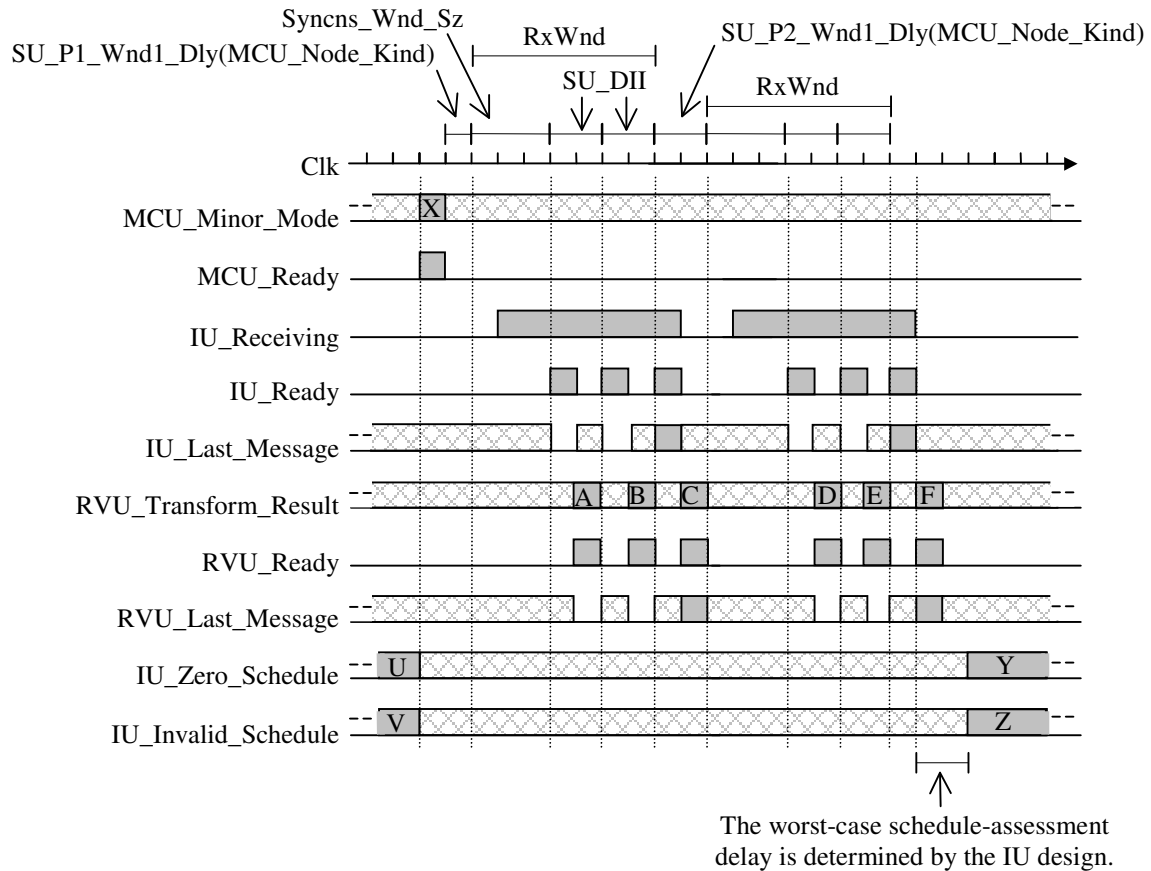 Syncns_Wnd_Sz
SU_P1_Wnd1_Dly(MCU_Node_Kind)
RxWnd
SU_P2_Wnd1_Dly(MCU_Node_Kind)
SU_DII
RxWnd
Clk
MCU_Minor_Mode
X
MCU_Ready
IU_Receiving
IU_Ready
IU_Last_Message
RVU_Transform_Result
A B C D E F
RVU_Ready
RVU_Last_Message
IU_Zero_Schedule
U Y
IU_Invalid_Schedule
V Z
The worst-case schedule-assessment
delay is determined by the IU design.